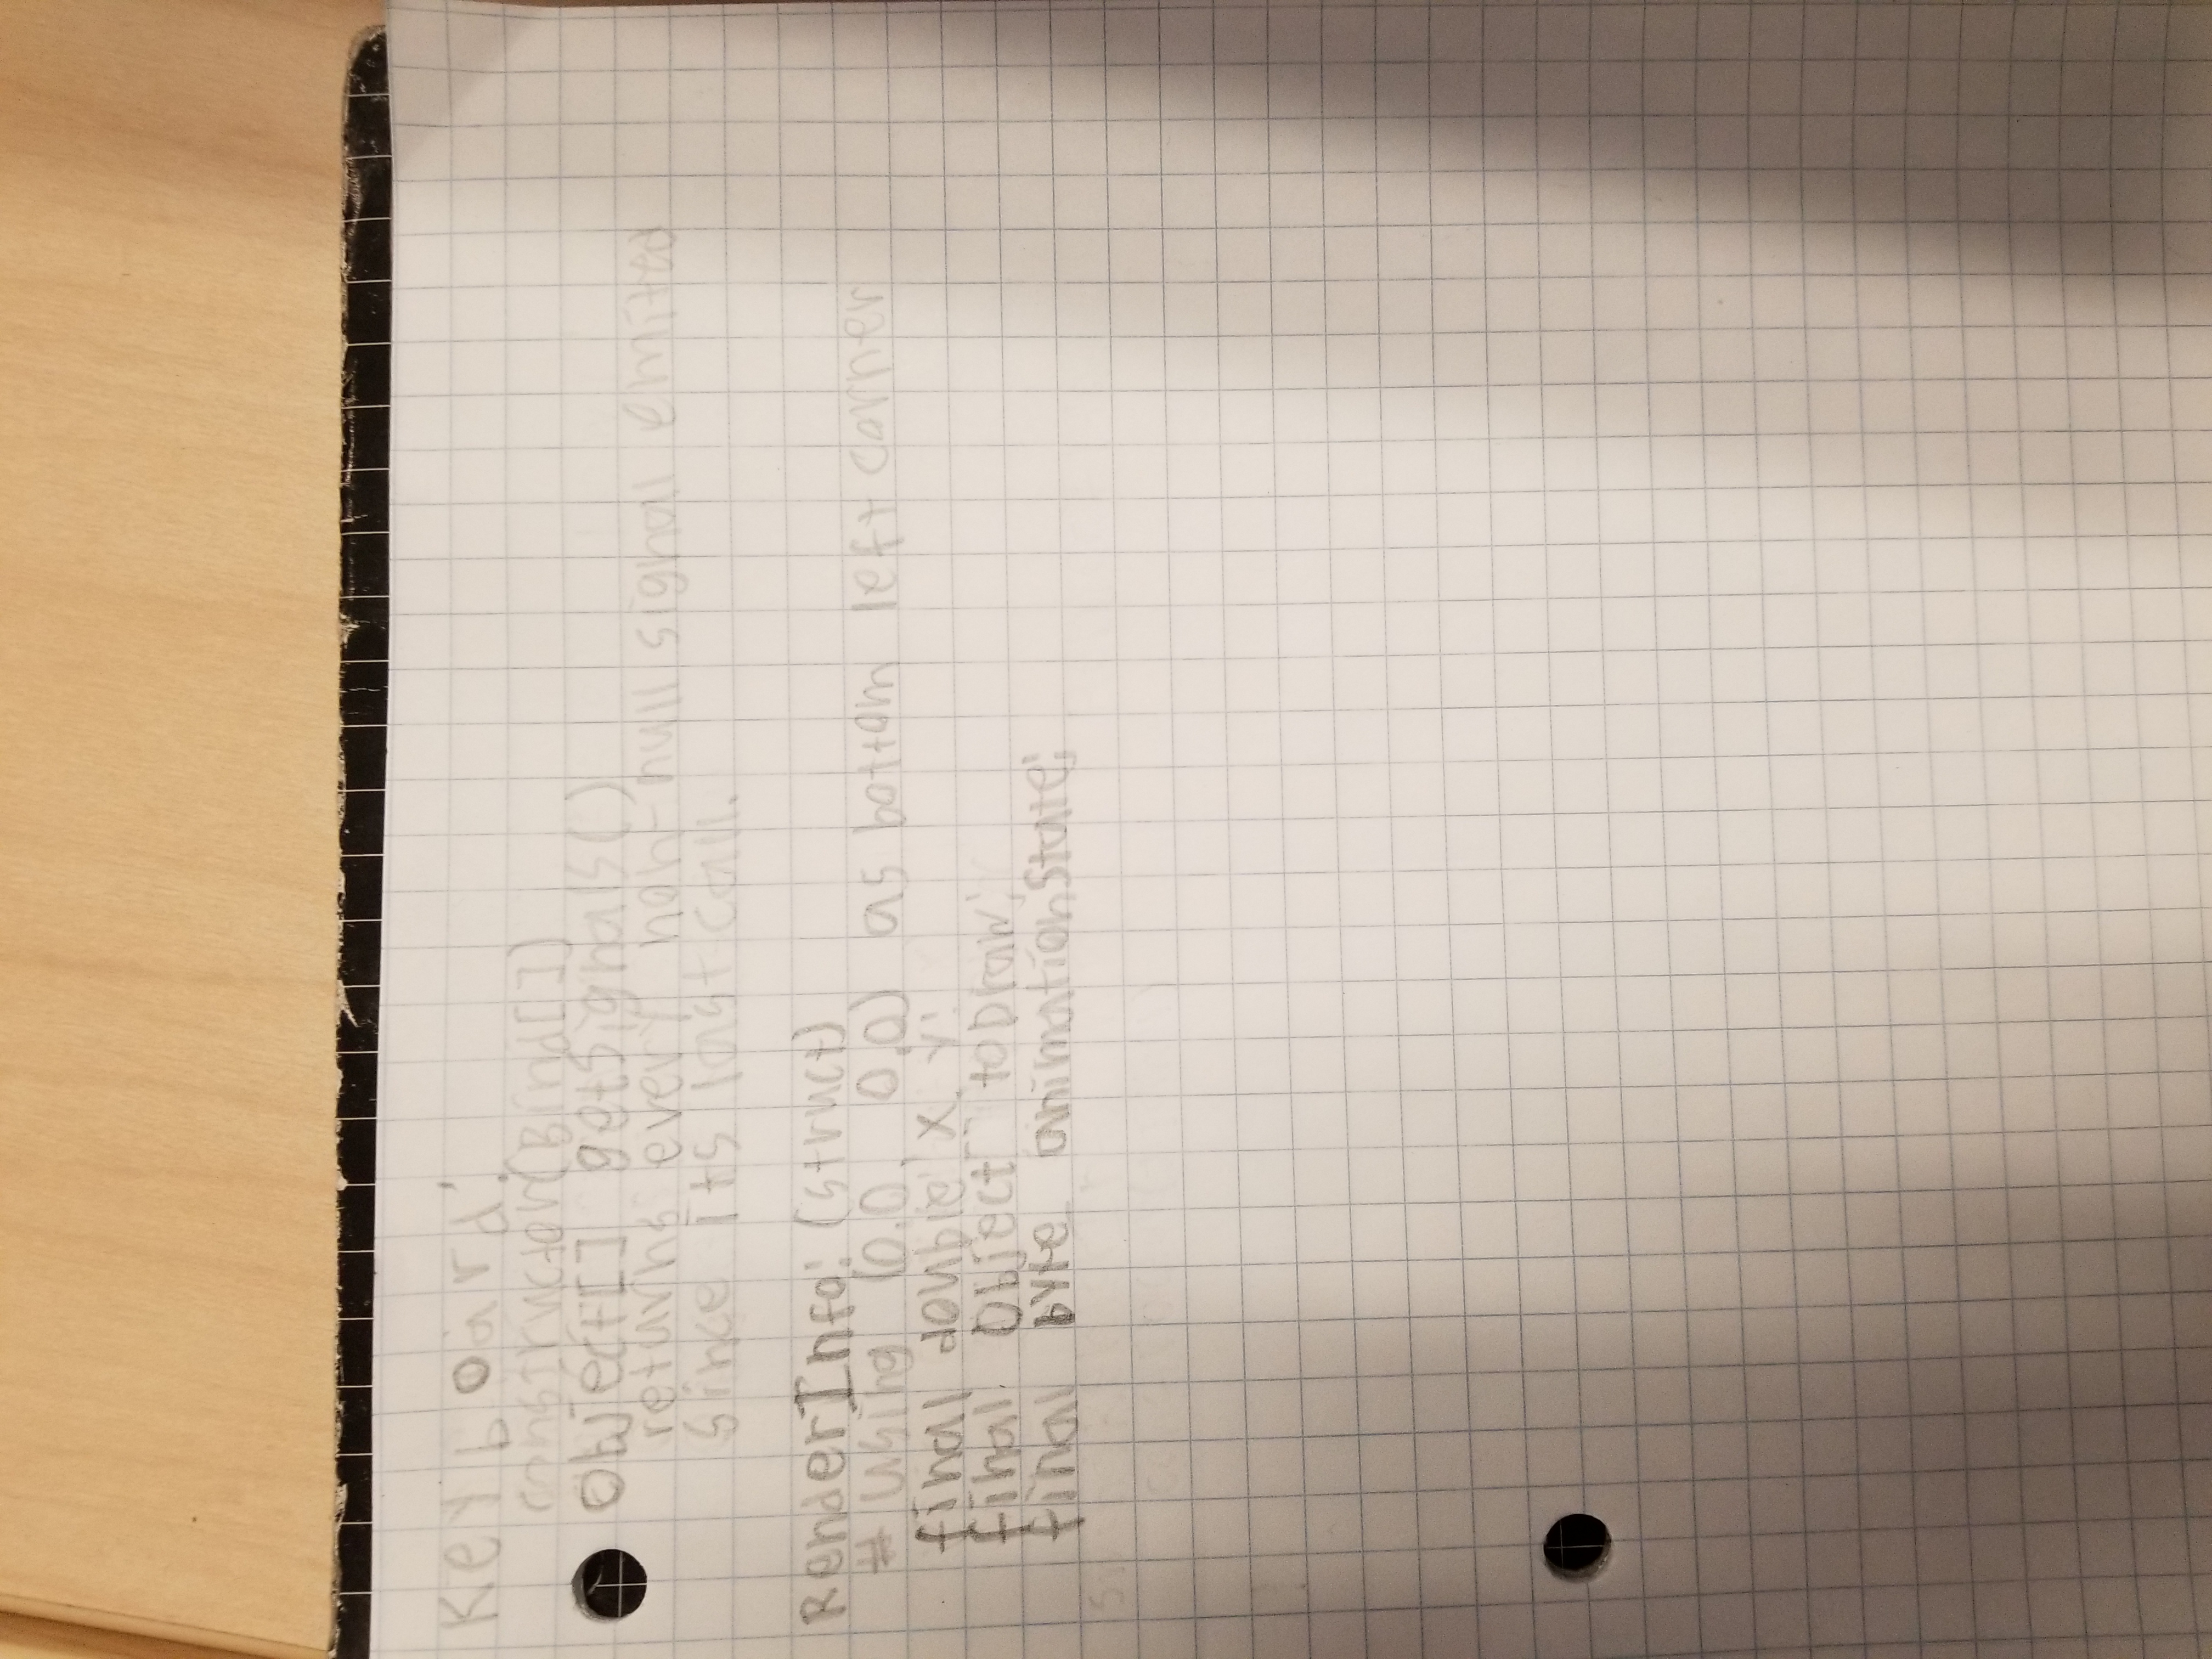 Keyboard:
constructor(Bind[])
Object[] getSignals()
returns every non-null signal emited
since its last call.
RenderInfo: (struct)
# Using (0.0, 0.0) as bottom left corner
final double x, y;
final Object toDraw;
final byte animationState;